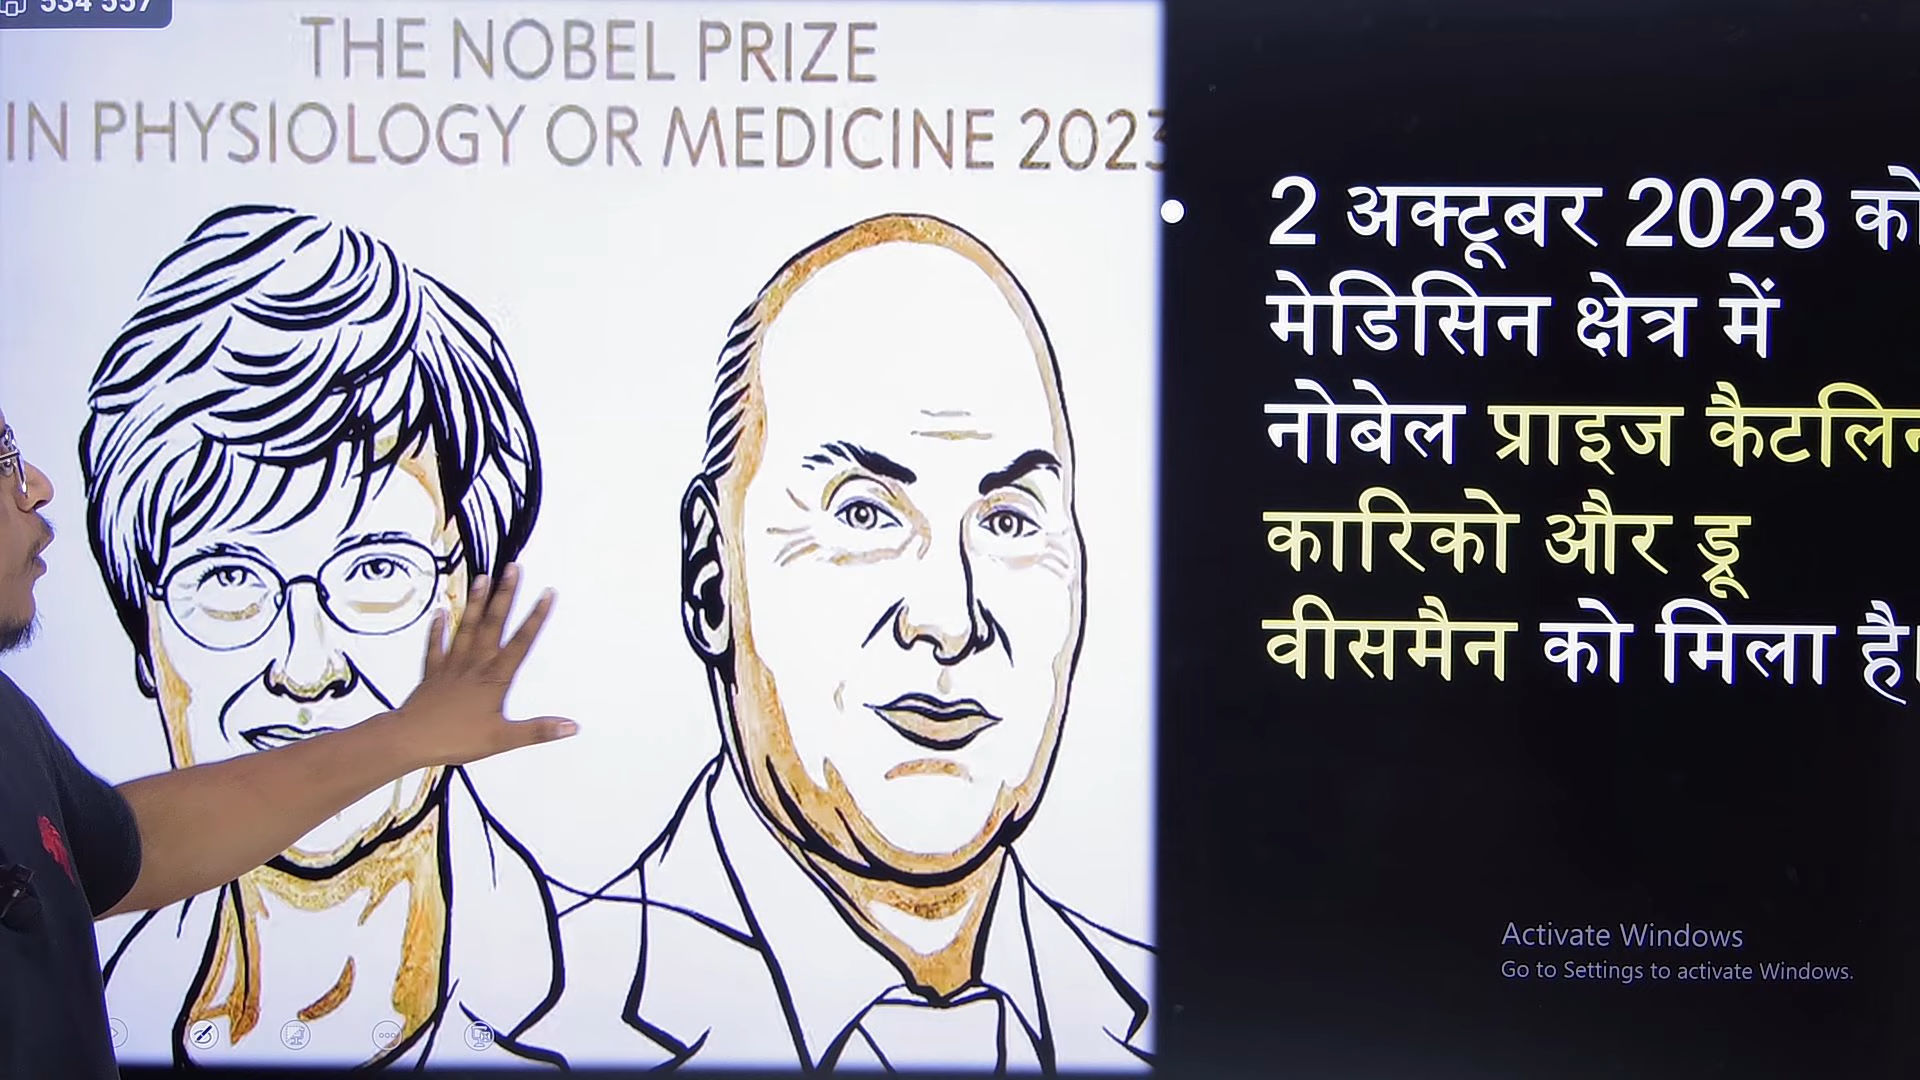 534 557
THE NOBEL PRIZE
IN PHYSIOLOGY OR MEDICINE 2023
2 अक्टूबर 2023 को
मेडिसिन क्षेत्र में
नोबेल प्राइज कैटलिन
कारिको और ड्रू
वीसमैन को मिला है।
Activate Windows
Go to Settings to activate Windows.